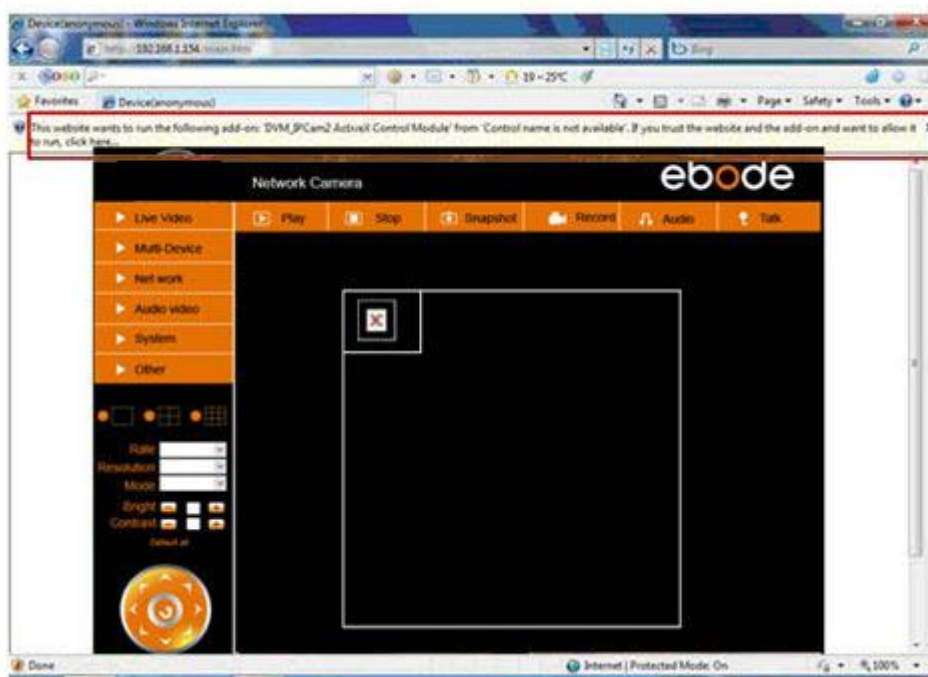 Device(anonymous) - Windows Internet Explorer
192.168.1.154
Bing
19~25℃
Favorites Device(anonymous) Page Safety Tools
This website wants to run the following add-on: 'DVM_IPCam2 ActiveX Control Module' from 'Control name is not available'. If you trust the website and the add-on and want to allow it
to run, click here...
Network Camera
ebode
Live Video Play Stop Snapshot Record Audio Talk
Multi-Device
Net work
Audio video
System
Other
Rate
Resolution
Mode
Bright
Contrast
Default all
Done Internet | Protected Mode: On 100%